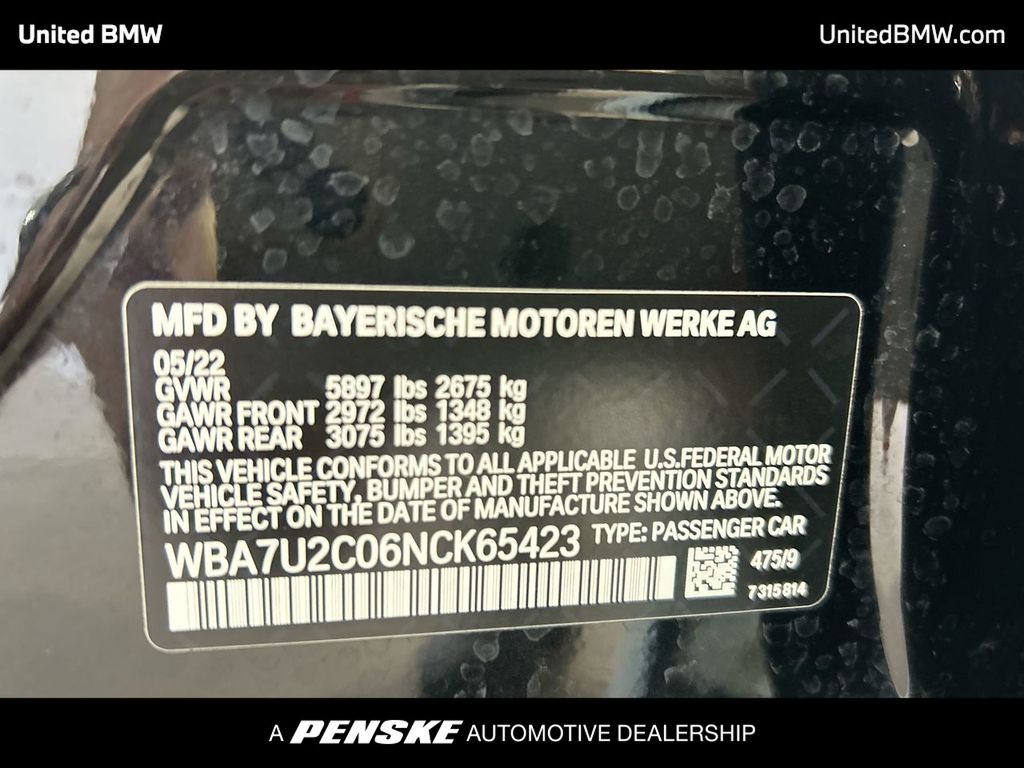 United BMW
UnitedBMW.com
MFD BY BAYERISCHE MOTOREN WERKE AG
05/22
GVWR 5897 lbs 2675 kg
GAWR FRONT 2972 lbs 1348 kg
GAWR REAR 3075 lbs 1395 kg
THIS VEHICLE CONFORMS TO ALL APPLICABLE U.S.FEDERAL MOTOR
VEHICLE SAFETY, BUMPER AND THEFT PREVENTION STANDARDS
IN EFFECT ON THE DATE OF MANUFACTURE SHOWN ABOVE.
WBA7U2C06NCK65423 TYPE: PASSENGER CAR
475/9
7315814
A PENSKE AUTOMOTIVE DEALERSHIP